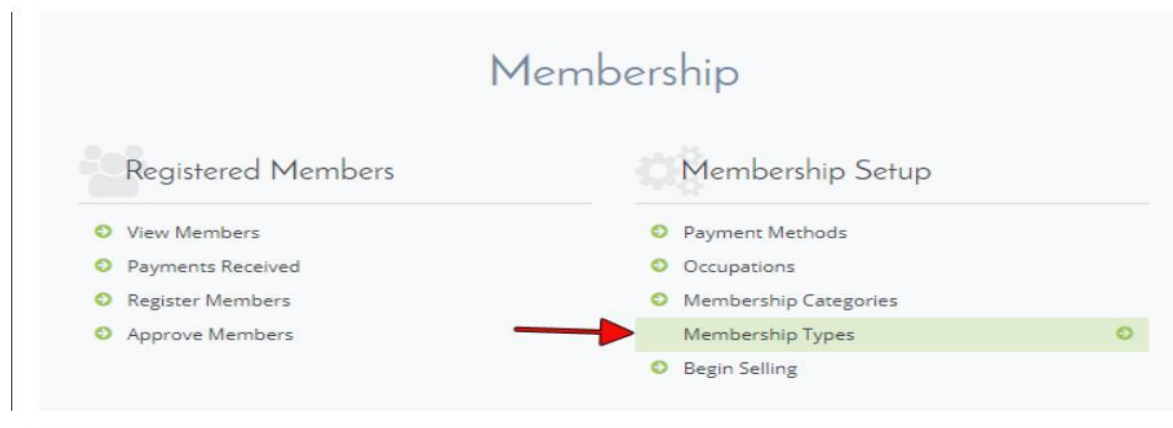 Membership
Registered Members
View Members
Payments Received
Register Members
Approve Members
Membership Setup
Payment Methods
Occupations
Membership Categories
Membership Types
Begin Selling